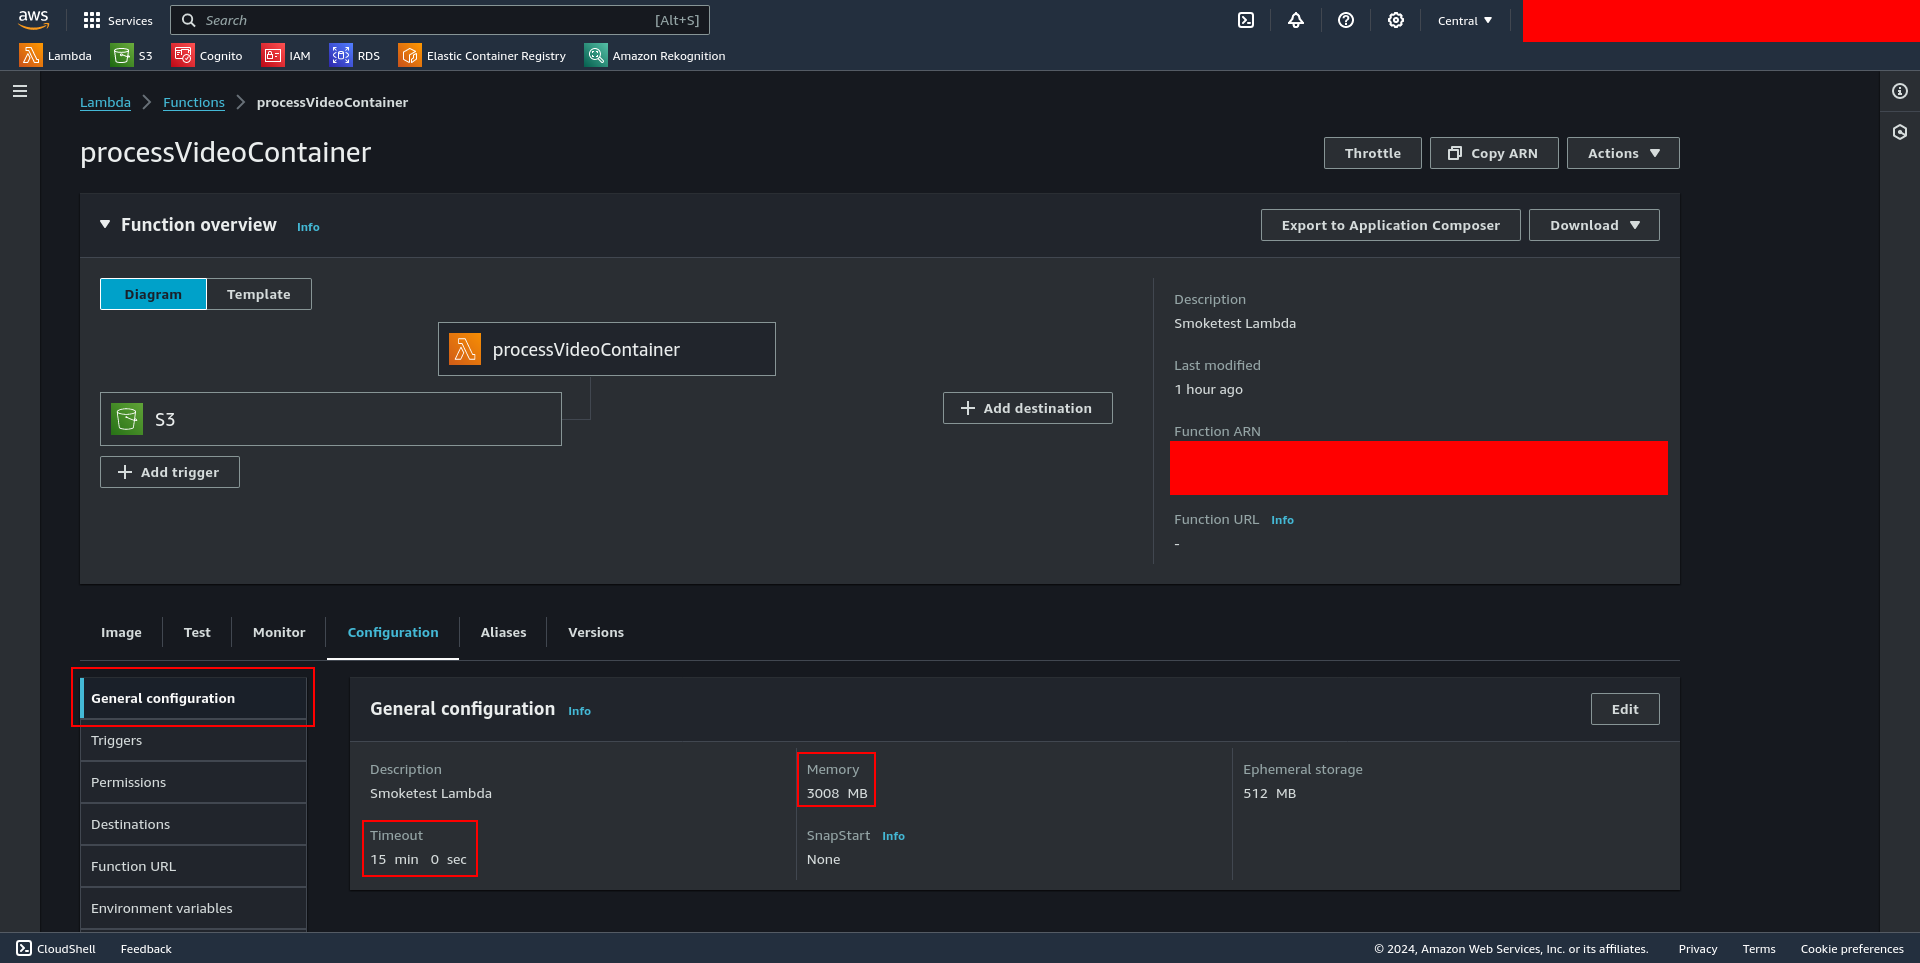 aws
Services
Search
[Alt+S]
Central
Lambda
S3
Cognito
IAM
RDS
Elastic Container Registry
Amazon Rekognition
Lambda
Functions
processVideoContainer
processVideoContainer
Throttle
Copy ARN
Actions
Function overview
Info
Export to Application Composer
Download
Diagram
Template
processVideoContainer
S3
Add trigger
Add destination
Description
Smoketest Lambda
Last modified
1 hour ago
Function ARN
Function URL
Info
-
Image
Test
Monitor
Configuration
Aliases
Versions
General configuration
Triggers
Permissions
Destinations
Function URL
Environment variables
General configuration
Info
Edit
Description
Smoketest Lambda
Timeout
15 min 0 sec
Memory
3008 MB
SnapStart
Info
None
Ephemeral storage
512 MB
CloudShell
Feedback
© 2024, Amazon Web Services, Inc. or its affiliates.
Privacy
Terms
Cookie preferences